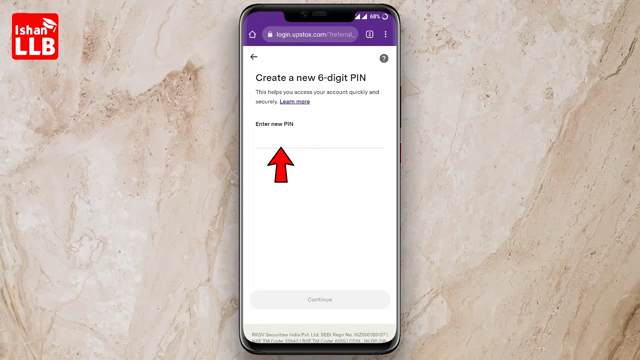 Ishan
LLB
68%
login.upstox.com/?referral_
Create a new 6-digit PIN
This helps you access your account quickly and
securely. Learn more
Enter new PIN
Continue
RKSV Securities India Pvt. Ltd. SEBI Regn No.